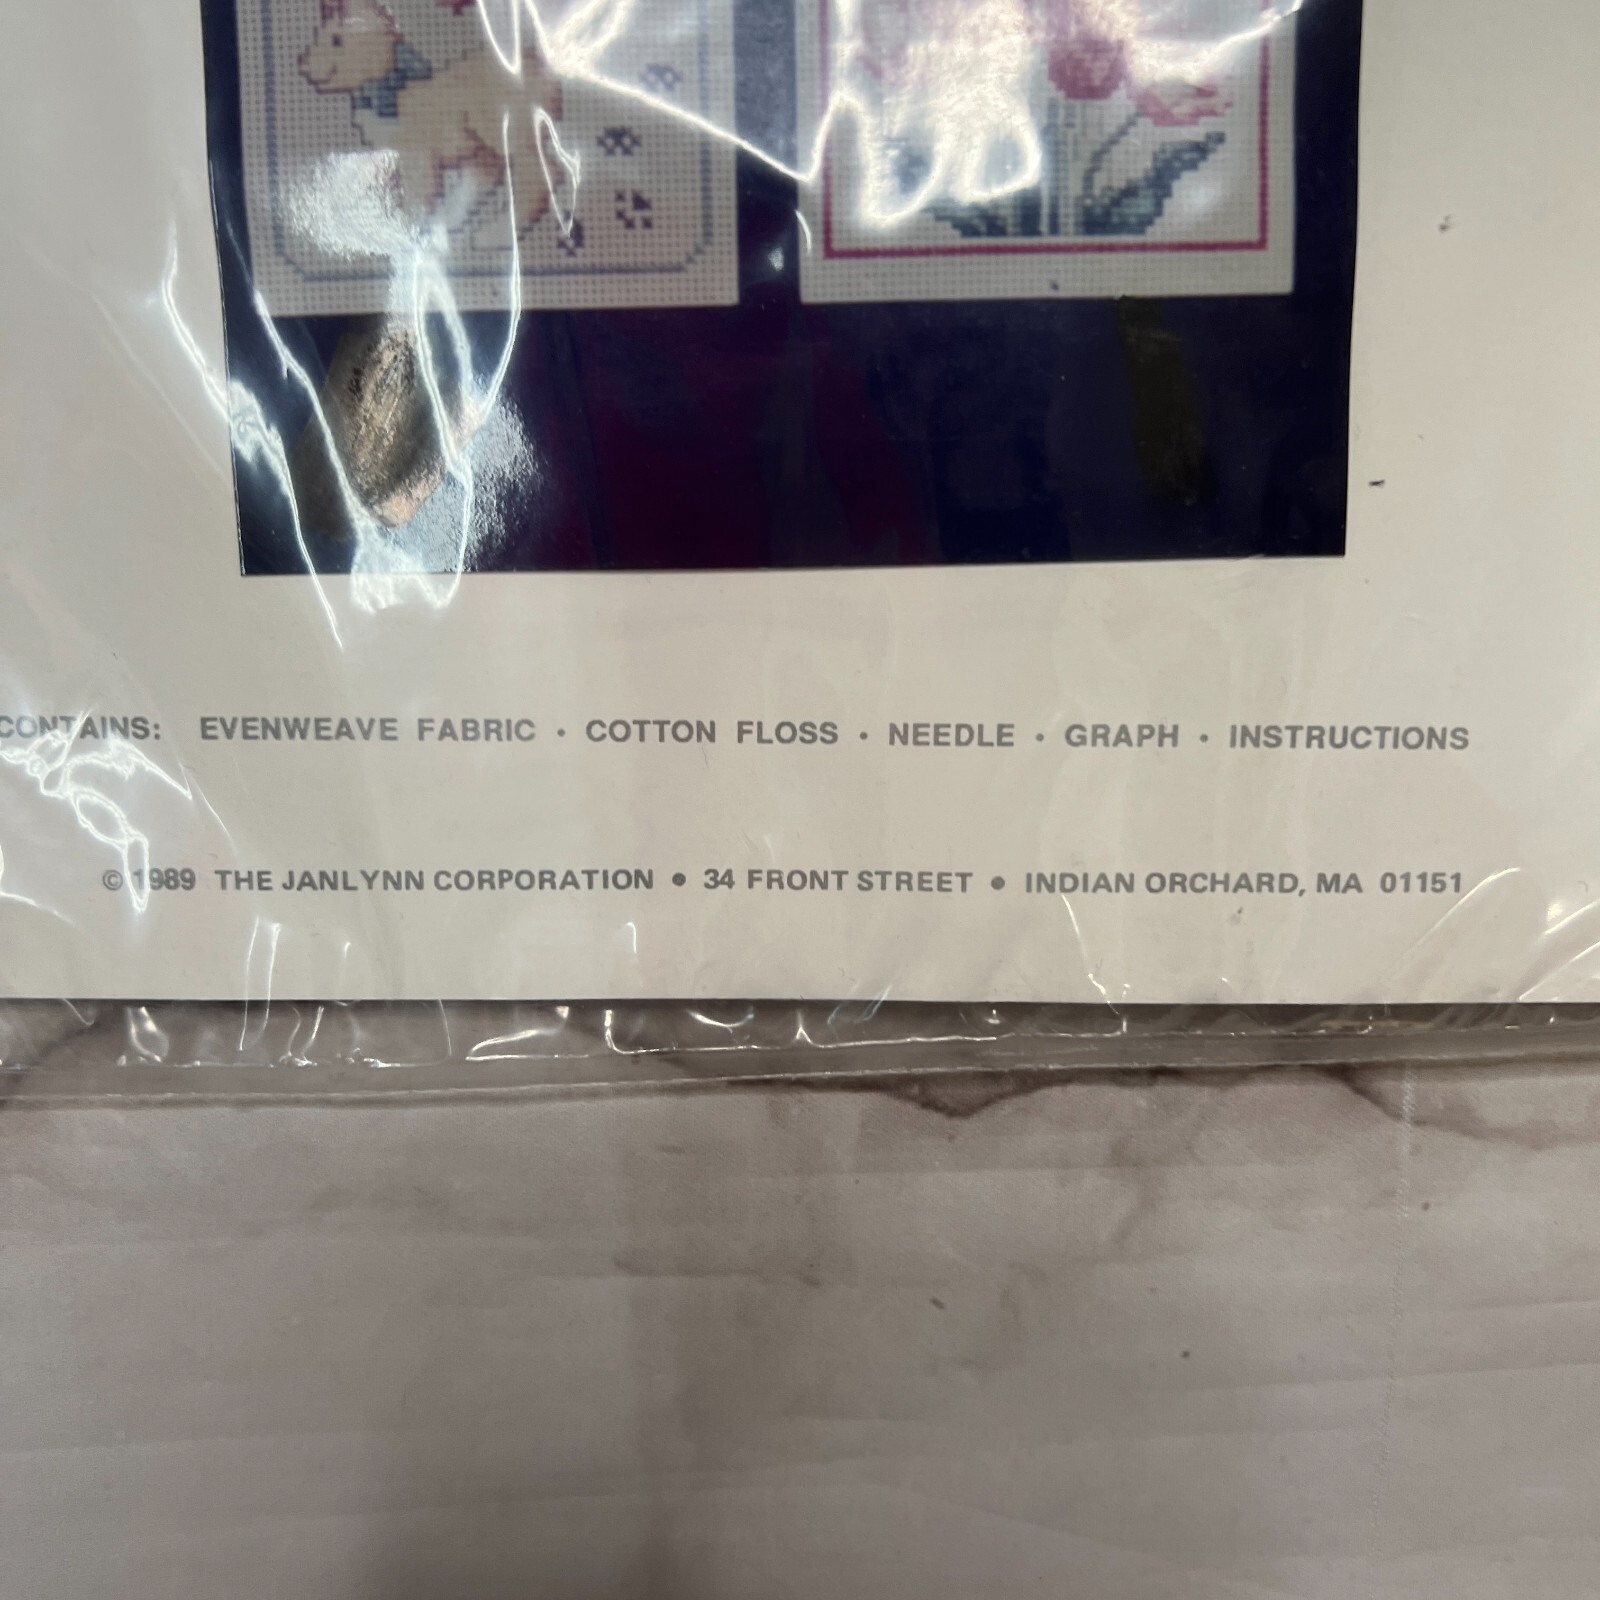 CONTAINS: EVENWEAVE FABRIC · COTTON FLOSS · NEEDLE · GRAPH · INSTRUCTIONS
© 1989 THE JANLYNN CORPORATION • 34 FRONT STREET • INDIAN ORCHARD, MA 01151